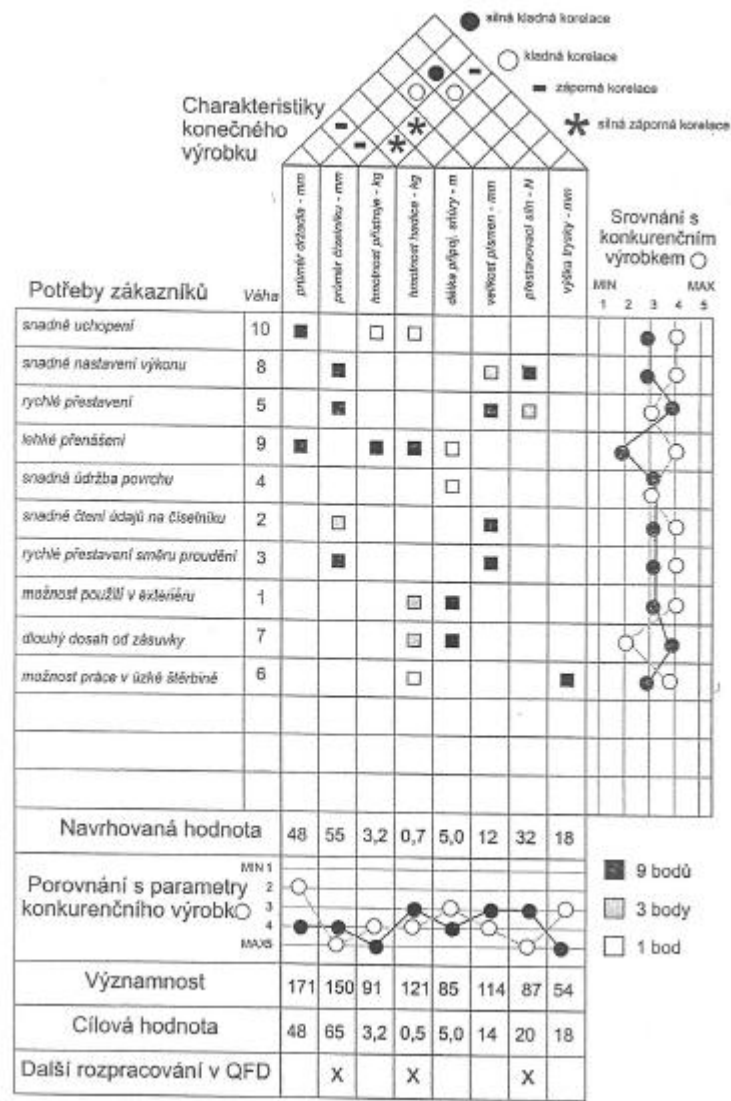 silná kladná korelace
kladná korelace
záporná korelace
silná záporná korelace
Charakteristiky
konečného
výrobku
průměr držadla - mm
průměr číselníku - mm
hmotnost přístroje - kg
hmotnost hadice - kg
délka připoj. šňůry - m
velikost písmen - mm
přestavovací síln - N
výška trysky - mm
Srovnání s
konkurenčním
výrobkem
MIN MAX
1 2 3 4 5
Potřeby zákazníků Váha
snadné uchopení 10
snadné nastavení výkonu 8
rychlé přestavení 5
lehké přenášení 9
snadná údržba povrchu 4
snadné čtení údajů na číselníku 2
rychlé přestavení směru proudění 3
možnost použití v exteriéru 1
dlouhý dosah od zásuvky 7
možnost práce v úzké štěrbině 6
Navrhovaná hodnota 48 55 3,2 0,7 5,0 12 32 18
Porovnání s parametry
konkurenčního výrobk
MIN 1
2
3
4
MAX5
9 bodů
3 body
1 bod
Významnost 171 150 91 121 85 114 87 54
Cílová hodnota 48 65 3,2 0,5 5,0 14 20 18
Další rozpracování v QFD X X X